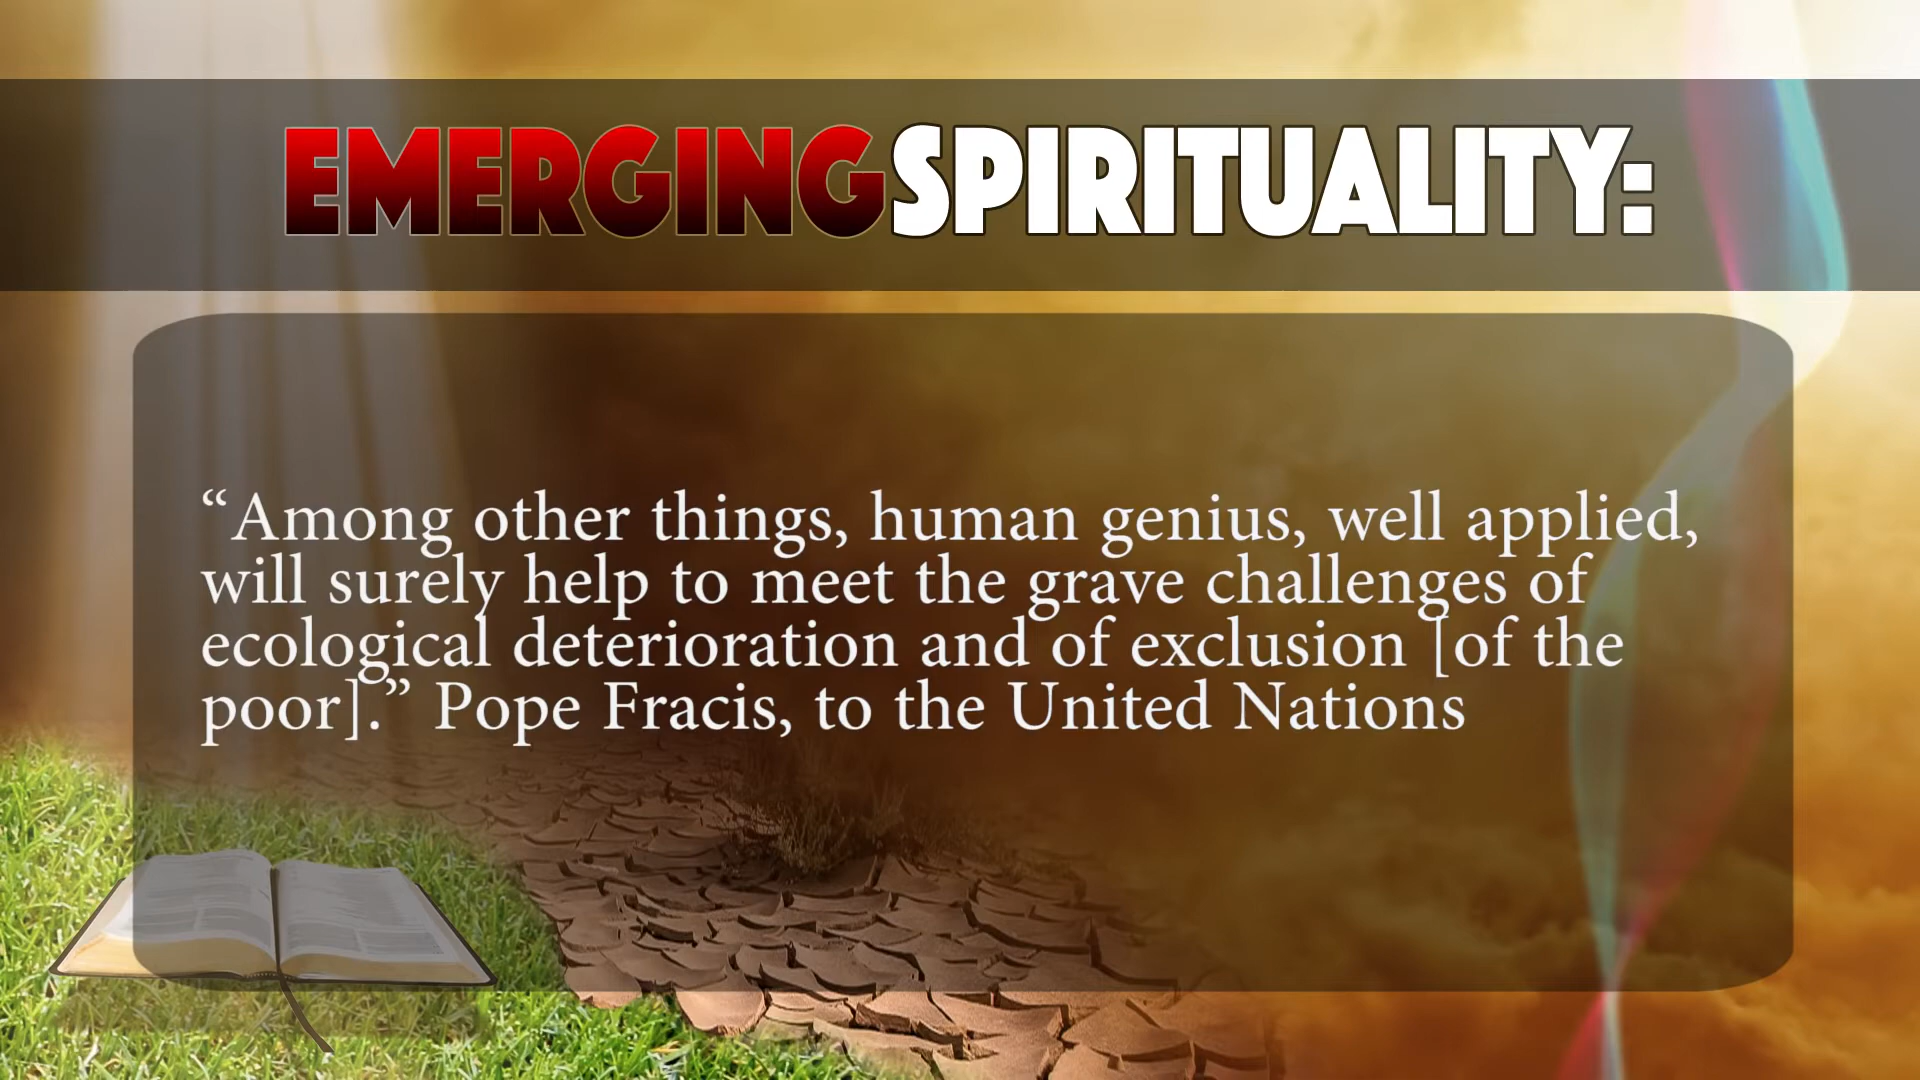 EMERGING SPIRITUALITY:
“Among other things, human genius, well applied,
will surely help to meet the grave challenges of
ecological deterioration and of exclusion [of the
poor].” Pope Fracis, to the United Nations